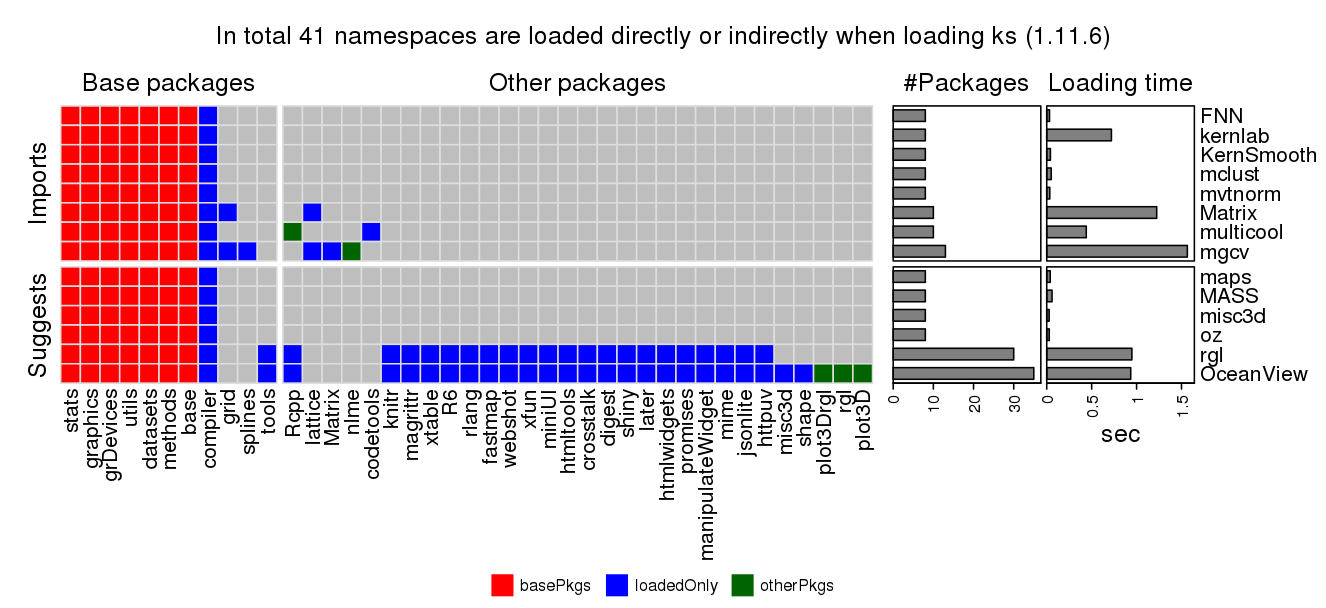 In total 41 namespaces are loaded directly or indirectly when loading ks (1.11.6)
Base packages
Other packages
#Packages
Loading time
Imports
Suggests
FNN
kernlab
KernSmooth
mclust
mvtnorm
Matrix
multicool
mgcv
maps
MASS
misc3d
oz
rgl
OceanView
stats
graphics
grDevices
utils
datasets
methods
base
compiler
grid
splines
tools
Rcpp
lattice
Matrix
nlme
codetools
knitr
magrittr
xtable
R6
rlang
fastmap
webshot
xfun
miniUI
htmltools
crosstalk
digest
shiny
later
htmlwidgets
promises
manipulateWidget
mime
jsonlite
httpuv
misc3d
shape
plot3Drgl
rgl
plot3D
0
10
20
30
0
0.5
1
1.5
sec
basePkgs
loadedOnly
otherPkgs